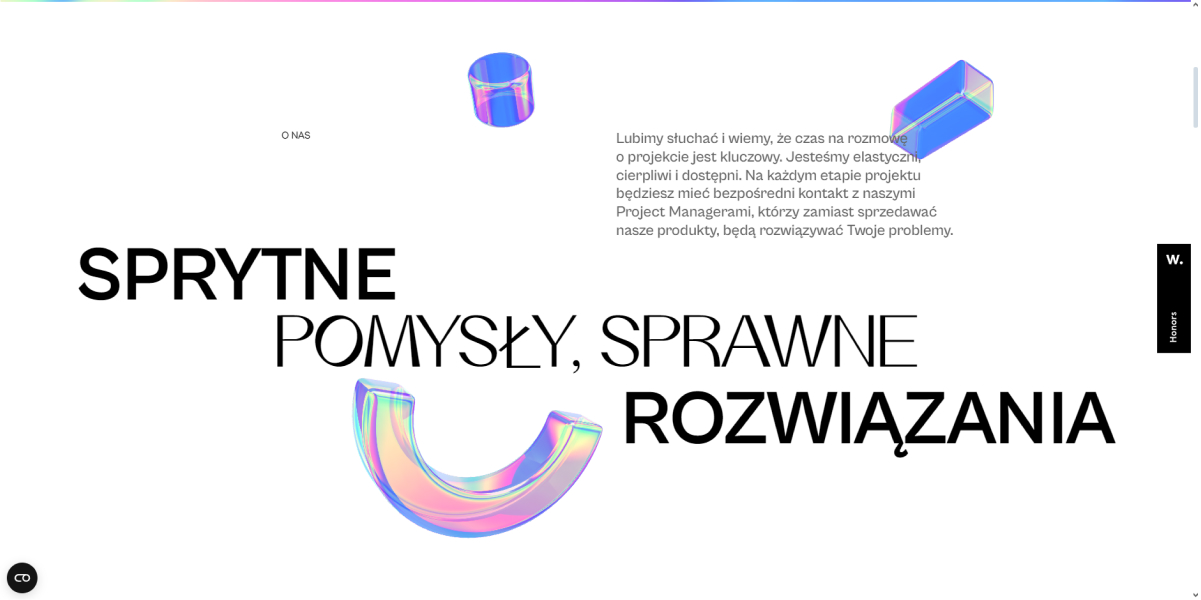 O NAS
Lubimy słuchać i wiemy, że czas na rozmowę
o projekcie jest kluczowy. Jesteśmy elastyczni,
cierpliwi i dostępni. Na każdym etapie projektu
będziesz mieć bezpośredni kontakt z naszymi
Project Managerami, którzy zamiast sprzedawać
nasze produkty, będą rozwiązywać Twoje problemy.
SPRYTNE
POMYSŁY, SPRAWNE
ROZWIĄZANIA
W.
Honors